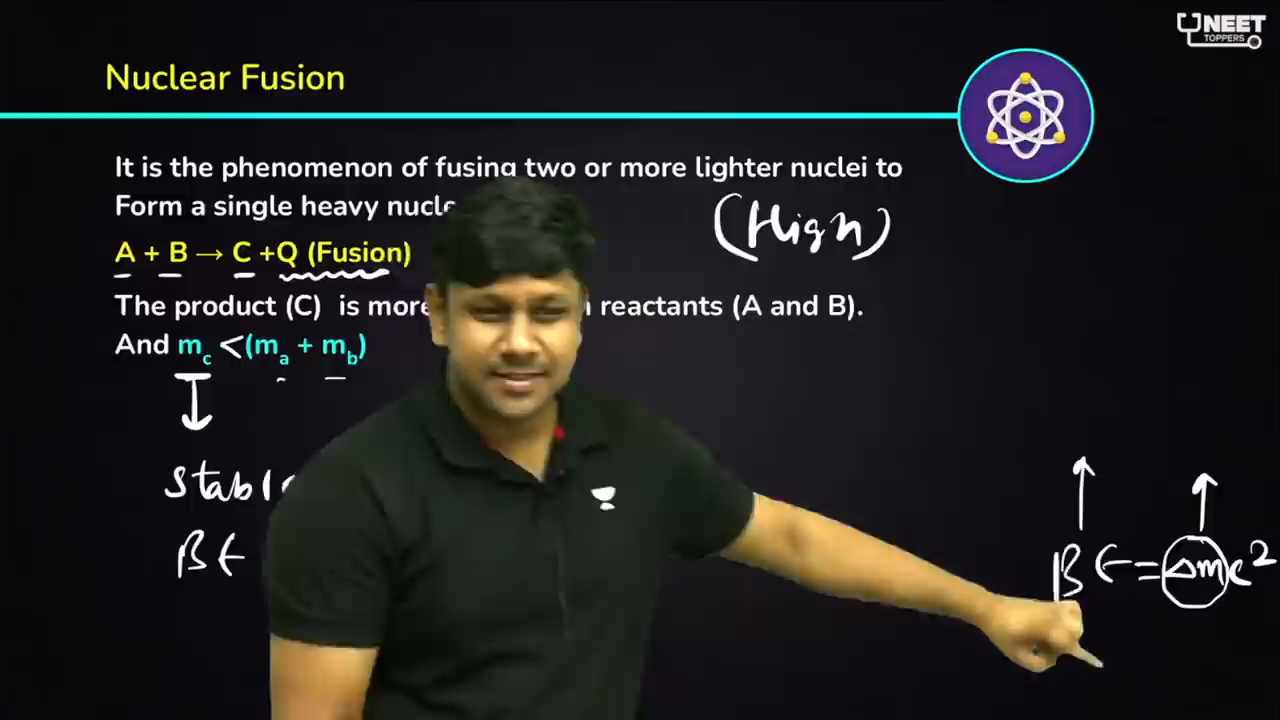 NEET
TOPPERS
Nuclear Fusion
It is the phenomenon of fusing two or more lighter nuclei to
Form a single heavy
(High)
A + B → C +Q (Fusion)
The product (C) is more reactants (A and B).
And mc <(ma + mb)
BE
BE = Δmc²